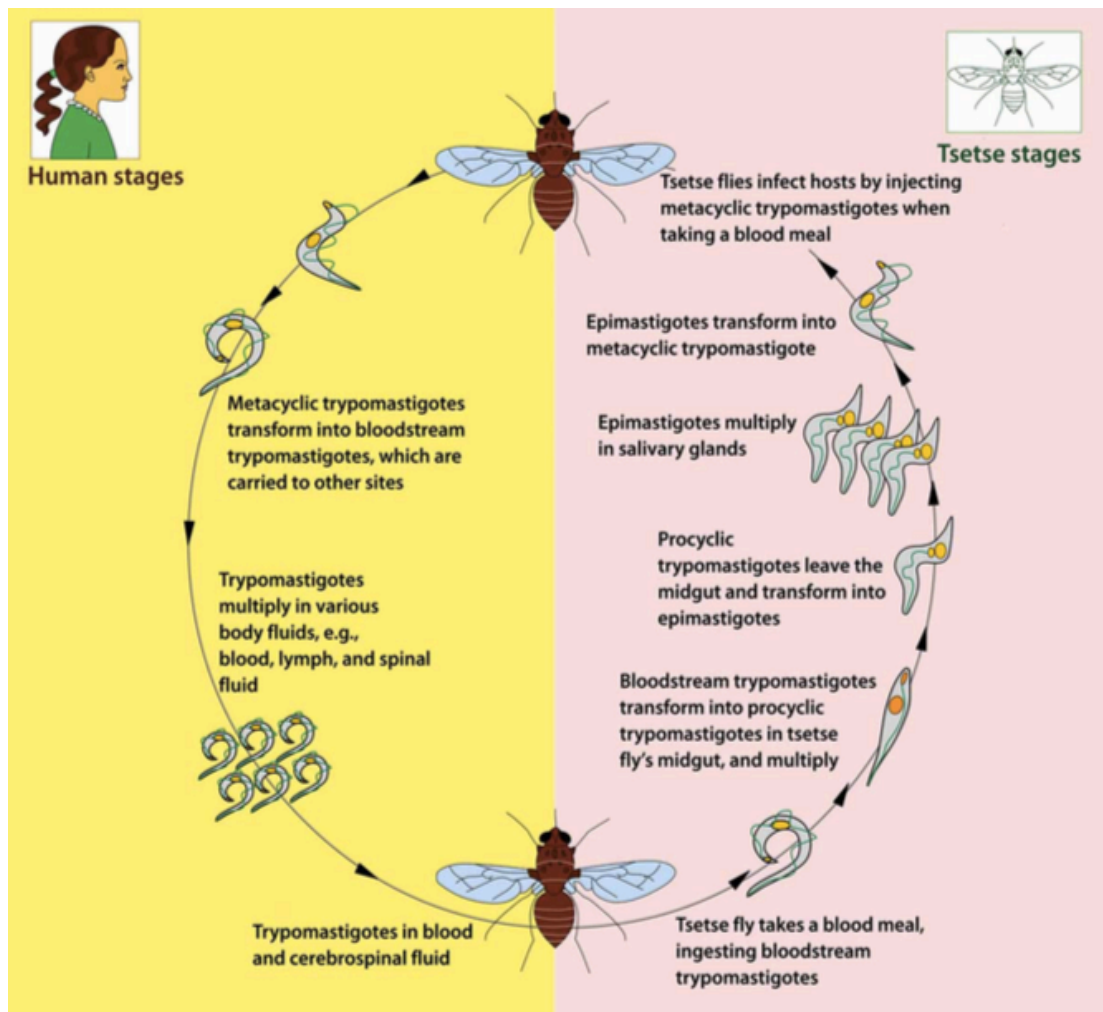 Human stages
Tsetse stages
Tsetse flies infect hosts by injecting
metacyclic trypomastigotes when
taking a blood meal
Epimastigotes transform into
metacyclic trypomastigote
Epimastigotes multiply
in salivary glands
Procyclic
trypomastigotes leave the
midgut and transform into
epimastigotes
Bloodstream trypomastigotes
transform into procyclic
trypomastigotes in tsetse
fly's midgut, and multiply
Tsetse fly takes a blood meal,
ingesting bloodstream
trypomastigotes
Metacyclic trypomastigotes
transform into bloodstream
trypomastigotes, which are
carried to other sites
Trypomastigotes
multiply in various
body fluids, e.g.,
blood, lymph, and spinal
fluid
Trypomastigotes in blood
and cerebrospinal fluid